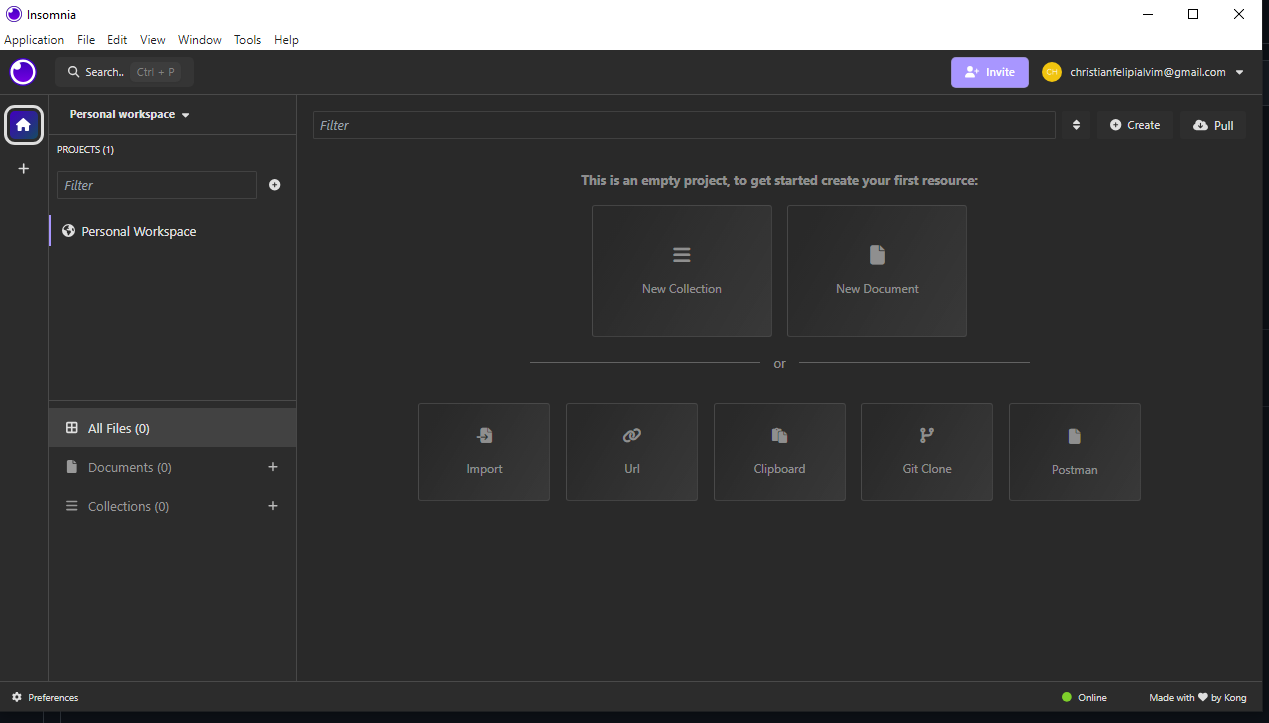 Insomnia
Application File Edit View Window Tools Help
Search.. Ctrl + P
Invite
CH
christianfelipialvim@gmail.com
Personal workspace
Filter
Create
Pull
PROJECTS (1)
Filter
Personal Workspace
This is an empty project, to get started create your first resource:
New Collection
New Document
or
Import
Url
Clipboard
Git Clone
Postman
All Files (0)
Documents (0)
Collections (0)
Preferences
Online
Made with ❤ by Kong